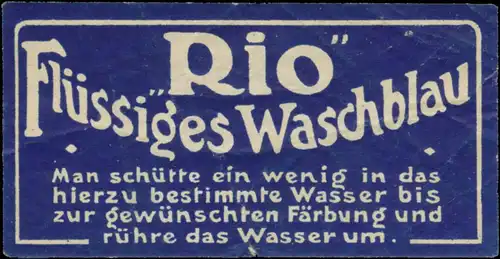 „Rio"
Flüssiges Waschblau
Man schütte ein wenig in das
hierzu bestimmte Wasser bis
zur gewünschten Färbung und
rühre das Wasser um.